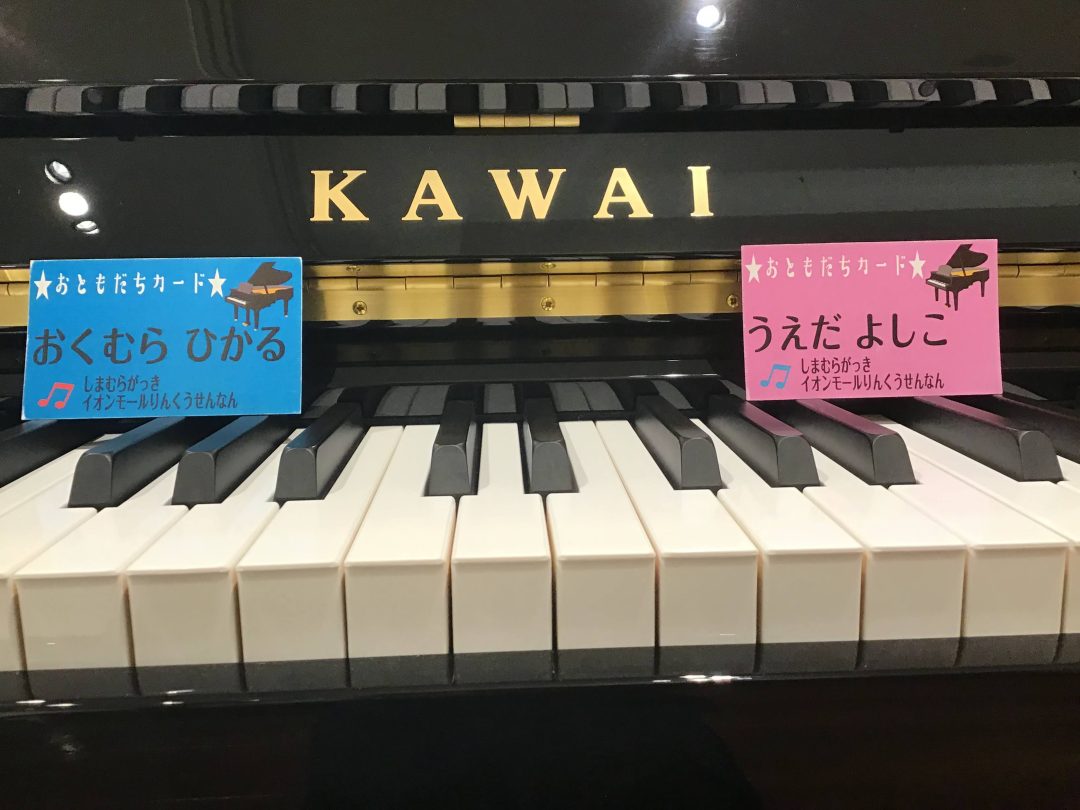 KAWAI
★おともだちカード★
おくむら ひかる
しまむらがっき
イオンモールりんくうせんなん
★おともだちカード★
うえだ よしこ
しまむらがっき
イオンモールりんくうせんなん